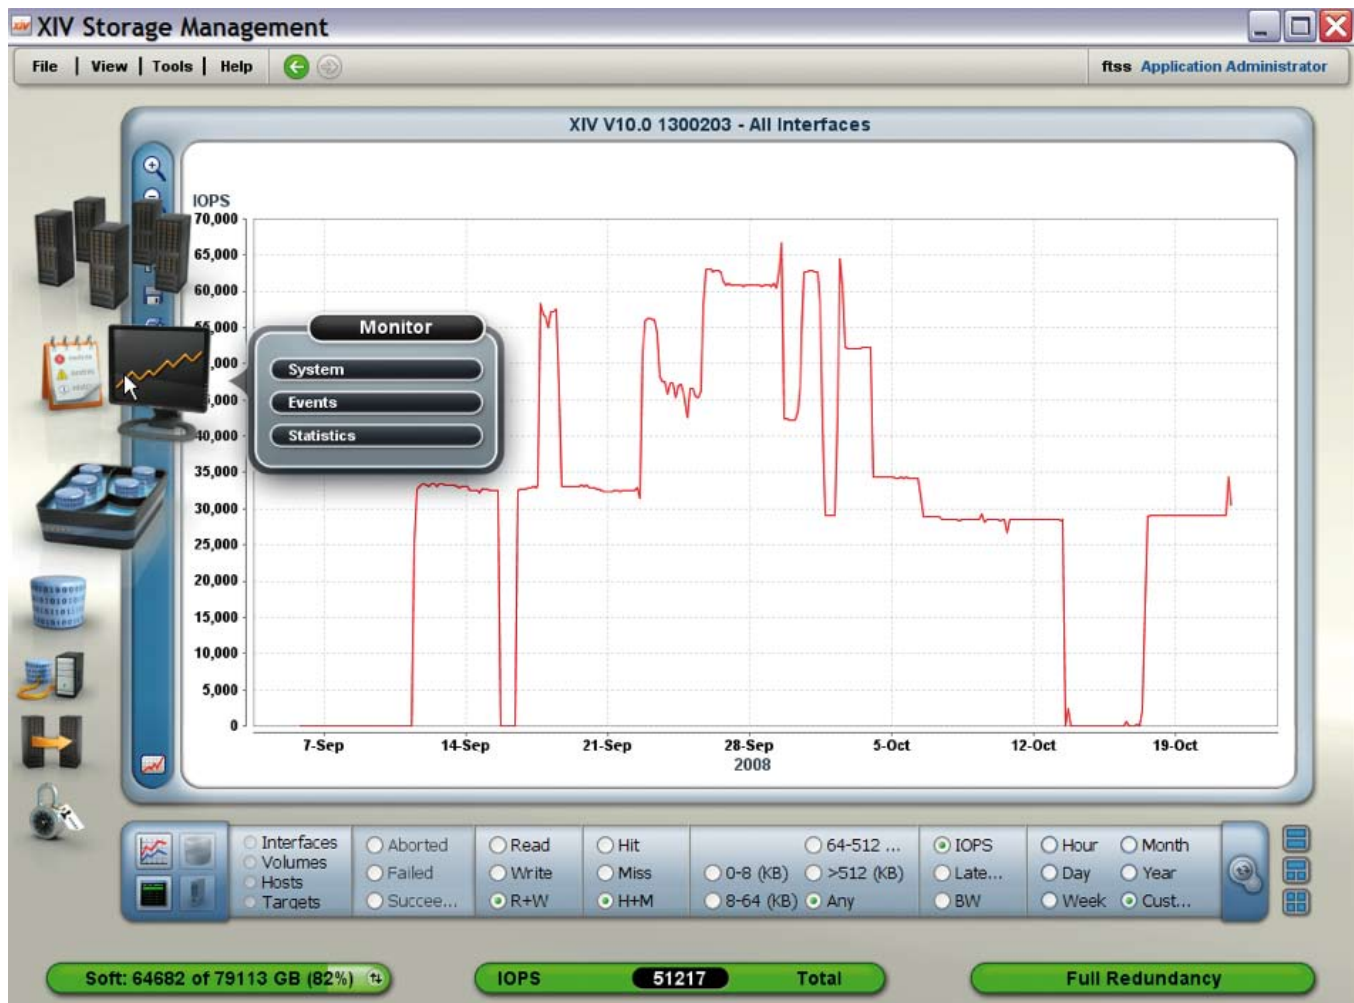 XIV Storage Management
File | View | Tools | Help
ftss Application Administrator
XIV V10.0 1300203 - All Interfaces
IOPS
70,000
65,000
60,000
55,000
,000
,000
40,000
35,000
30,000
25,000
20,000
15,000
10,000
5,000
0
Monitor
System
Events
Statistics
7-Sep 14-Sep 21-Sep 28-Sep 5-Oct 12-Oct 19-Oct
2008
Interfaces
Volumes
Hosts
Targets
Aborted
Failed
Succee...
Read
Write
R+W
Hit
Miss
H+M
0-8 (KB)
8-64 (KB)
64-512 ...
>512 (KB)
Any
IOPS
Late...
BW
Hour
Day
Week
Month
Year
Cust...
Soft: 64682 of 79113 GB (82%)
IOPS 51217 Total
Full Redundancy